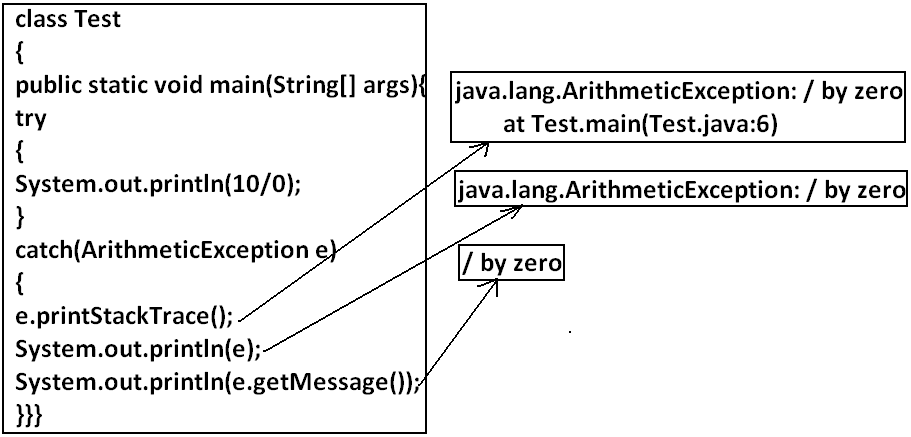 class Test
{
public static void main(String[] args){
try
{
System.out.println(10/0);
}
catch(ArithmeticException e)
{
e.printStackTrace();
System.out.println(e);
System.out.println(e.getMessage());
}}}
java.lang.ArithmeticException: / by zero
at Test.main(Test.java:6)
java.lang.ArithmeticException: / by zero
/ by zero